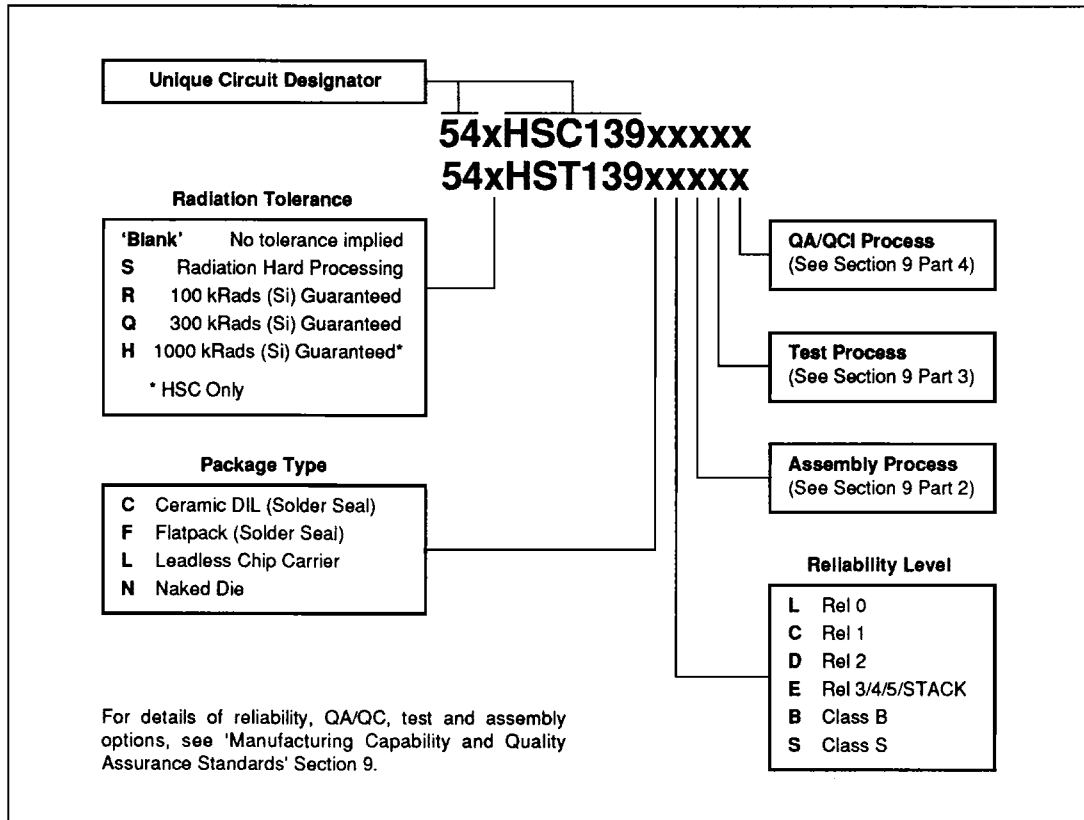 Unique Circuit Designator
54xHSC139xxxxx
54xHST139xxxxx
Radiation Tolerance
'Blank' No tolerance implied
S Radiation Hard Processing
R 100 kRads (Si) Guaranteed
Q 300 kRads (Si) Guaranteed
H 1000 kRads (Si) Guaranteed*
* HSC Only
Package Type
C Ceramic DIL (Solder Seal)
F Flatpack (Solder Seal)
L Leadless Chip Carrier
N Naked Die
QA/QCI Process
(See Section 9 Part 4)
Test Process
(See Section 9 Part 3)
Assembly Process
(See Section 9 Part 2)
Reliability Level
L Rel 0
C Rel 1
D Rel 2
E Rel 3/4/5/STACK
B Class B
S Class S
For details of reliability, QA/QC, test and assembly
options, see 'Manufacturing Capability and Quality
Assurance Standards' Section 9.